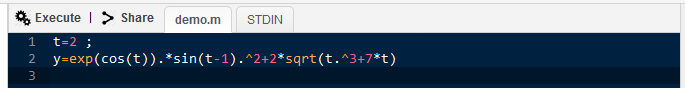 Execute | Share demo.m STDIN
1 t=2 ;
2 y=exp(cos(t)).*sin(t-1).^2+2*sqrt(t.^3+7*t)
3